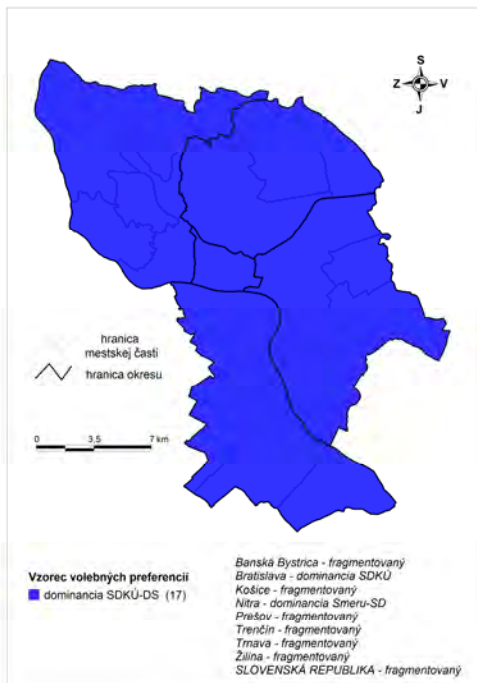 S
Z V
J
hranica
mestskej časti
hranica okresu
0 3,5 7 km
Vzorec volebných preferencií
dominancia SDKÚ-DS (17)
Banská Bystrica - fragmentovaný
Bratislava - dominancia SDKÚ
Košice - fragmentovaný
Nitra - dominancia Smeru-SD
Prešov - fragmentovaný
Trenčín - fragmentovaný
Trnava - fragmentovaný
Žilina - fragmentovaný
SLOVENSKÁ REPUBLIKA - fragmentovaný